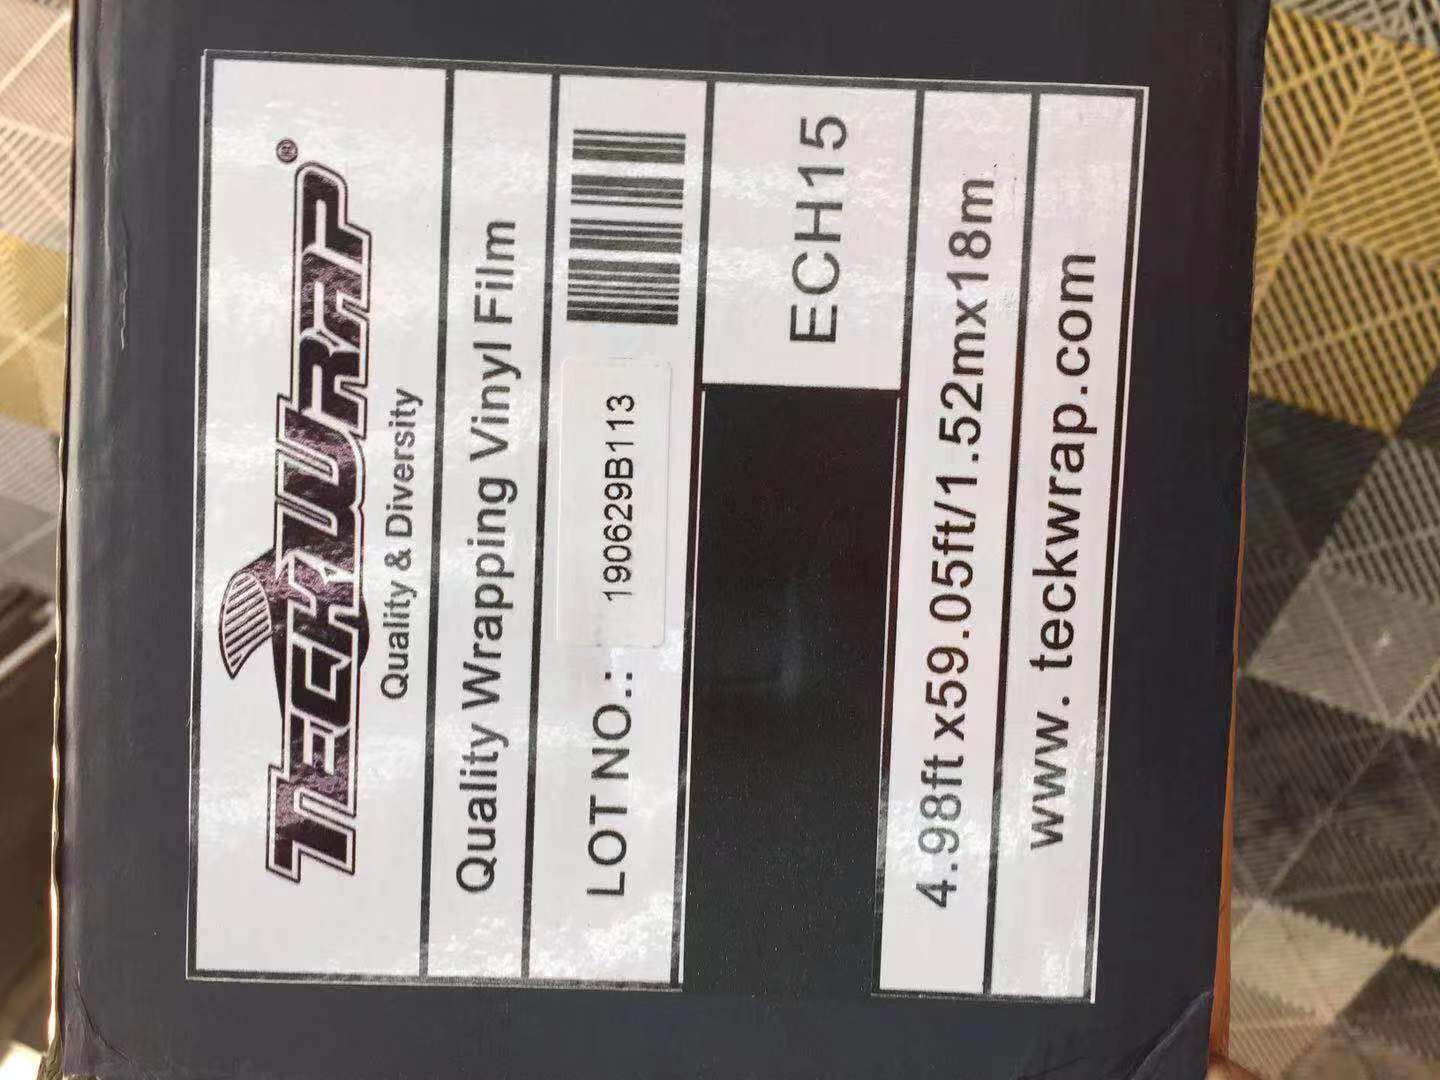 TECKWRAP®
Quality & Diversity
Quality Wrapping Vinyl Film
LOT NO.: 190629B113
ECH15
4.98ft x59.05ft/1.52mx18m
www. teckwrap.com